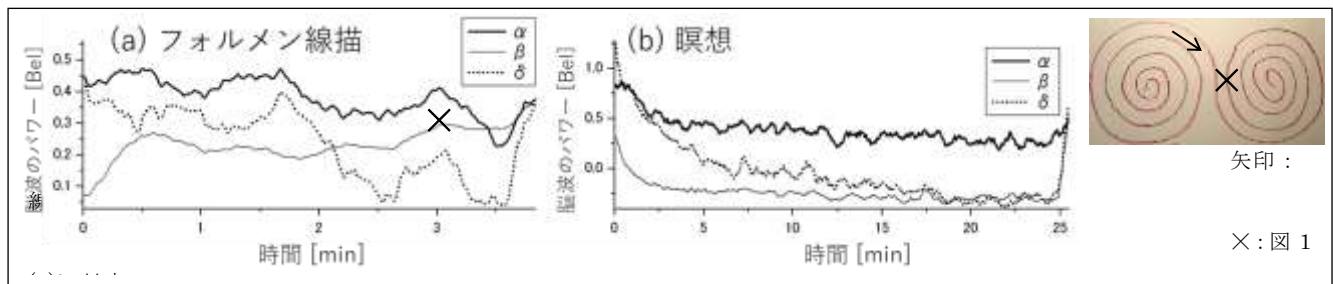 (a) フォルメン線描
α
β
δ
脳波のパワー [Bel]
0.5
0.4
0.3
0.2
0.1
0
1
2
3
時間 [min]
(b) 瞑想
α
β
δ
脳波のパワー [Bel]
1.0
0.5
0.0
0
5
10
15
20
25
時間 [min]
矢印：
×：図 1